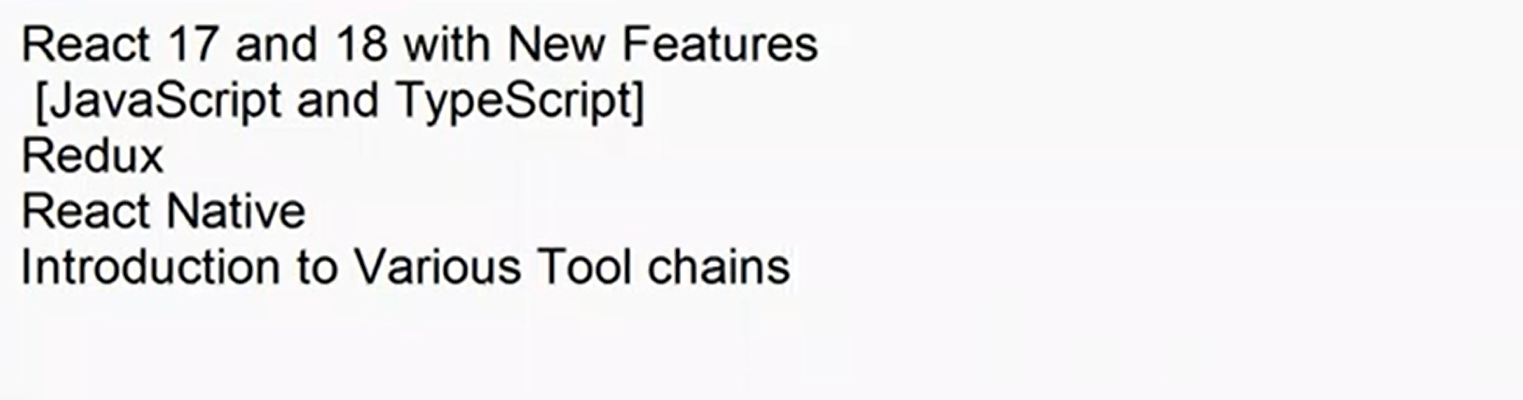 React 17 and 18 with New Features
[JavaScript and TypeScript]
Redux
React Native
Introduction to Various Tool chains